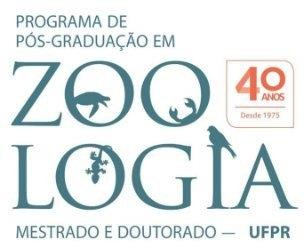 PROGRAMA DE
PÓS-GRADUAÇÃO EM
ZOO
LOGIA
40
ANOS
Desde 1975
MESTRADO E DOUTORADO — UFPR